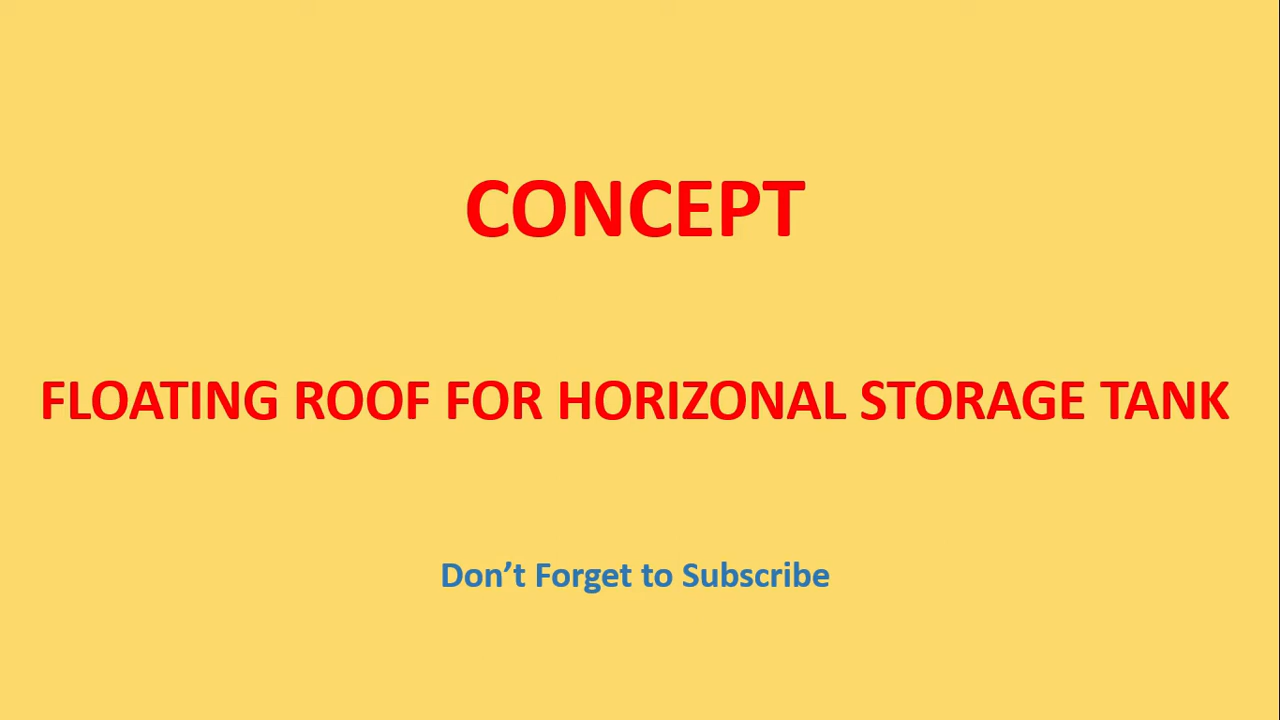 CONCEPT
FLOATING ROOF FOR HORIZONAL STORAGE TANK
Don’t Forget to Subscribe